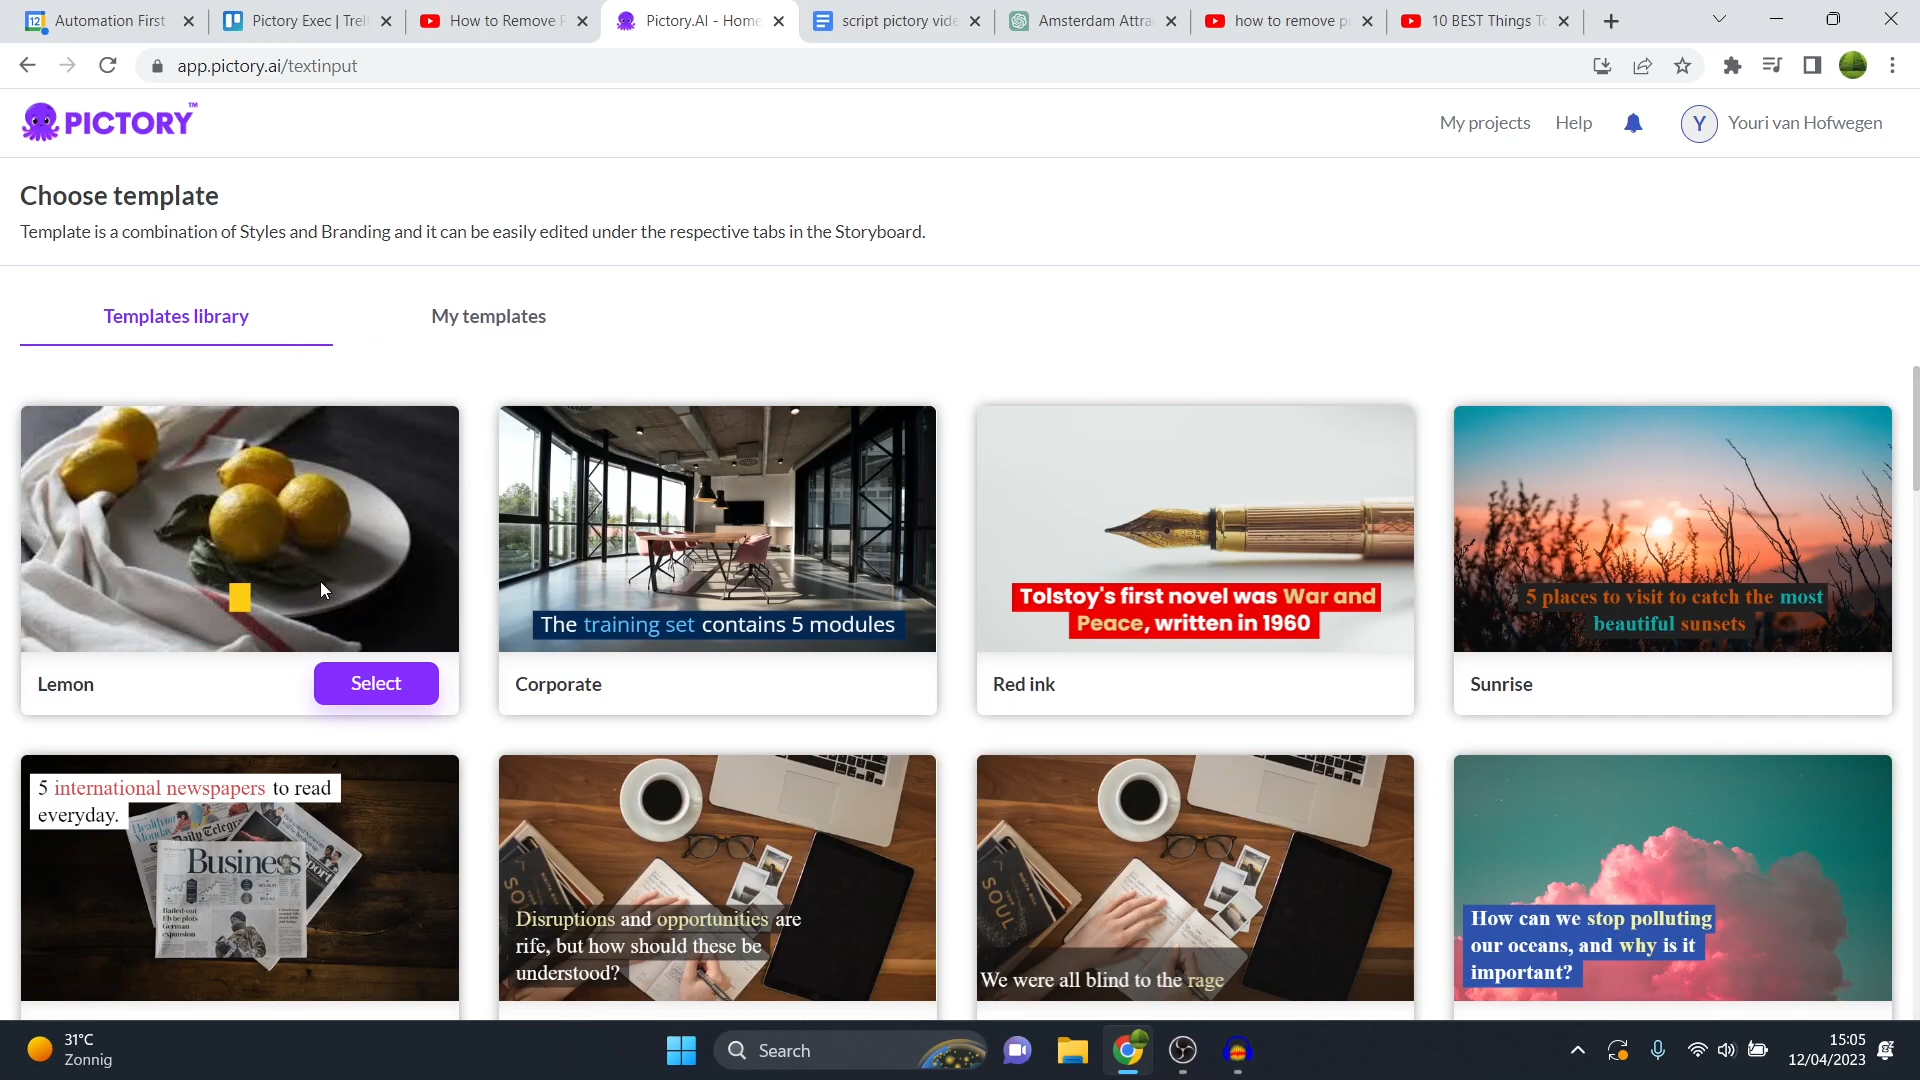 Automation First
Pictory Exec | Trell
How to Remove P
Pictory.AI - Home
script pictory vide
Amsterdam Attra
how to remove pi
10 BEST Things To
app.pictory.ai/textinput
PICTORY™
My projects
Help
Y
Youri van Hofwegen
Choose template
Template is a combination of Styles and Branding and it can be easily edited under the respective tabs in the Storyboard.
Templates library
My templates
The training set contains 5 modules
Tolstoy's first novel was War and
Peace, written in 1960
5 places to visit to catch the most
beautiful sunsets
Lemon
Select
Corporate
Red ink
Sunrise
5 international newspapers to read
everyday.
Business
SOUL
Disruptions and opportunities are
rife, but how should these be
understood?
SOUL
We were all blind to the rage
How can we stop polluting
our oceans, and why is it
important?
31°C
Zonnig
Search
15:05
12/04/2023